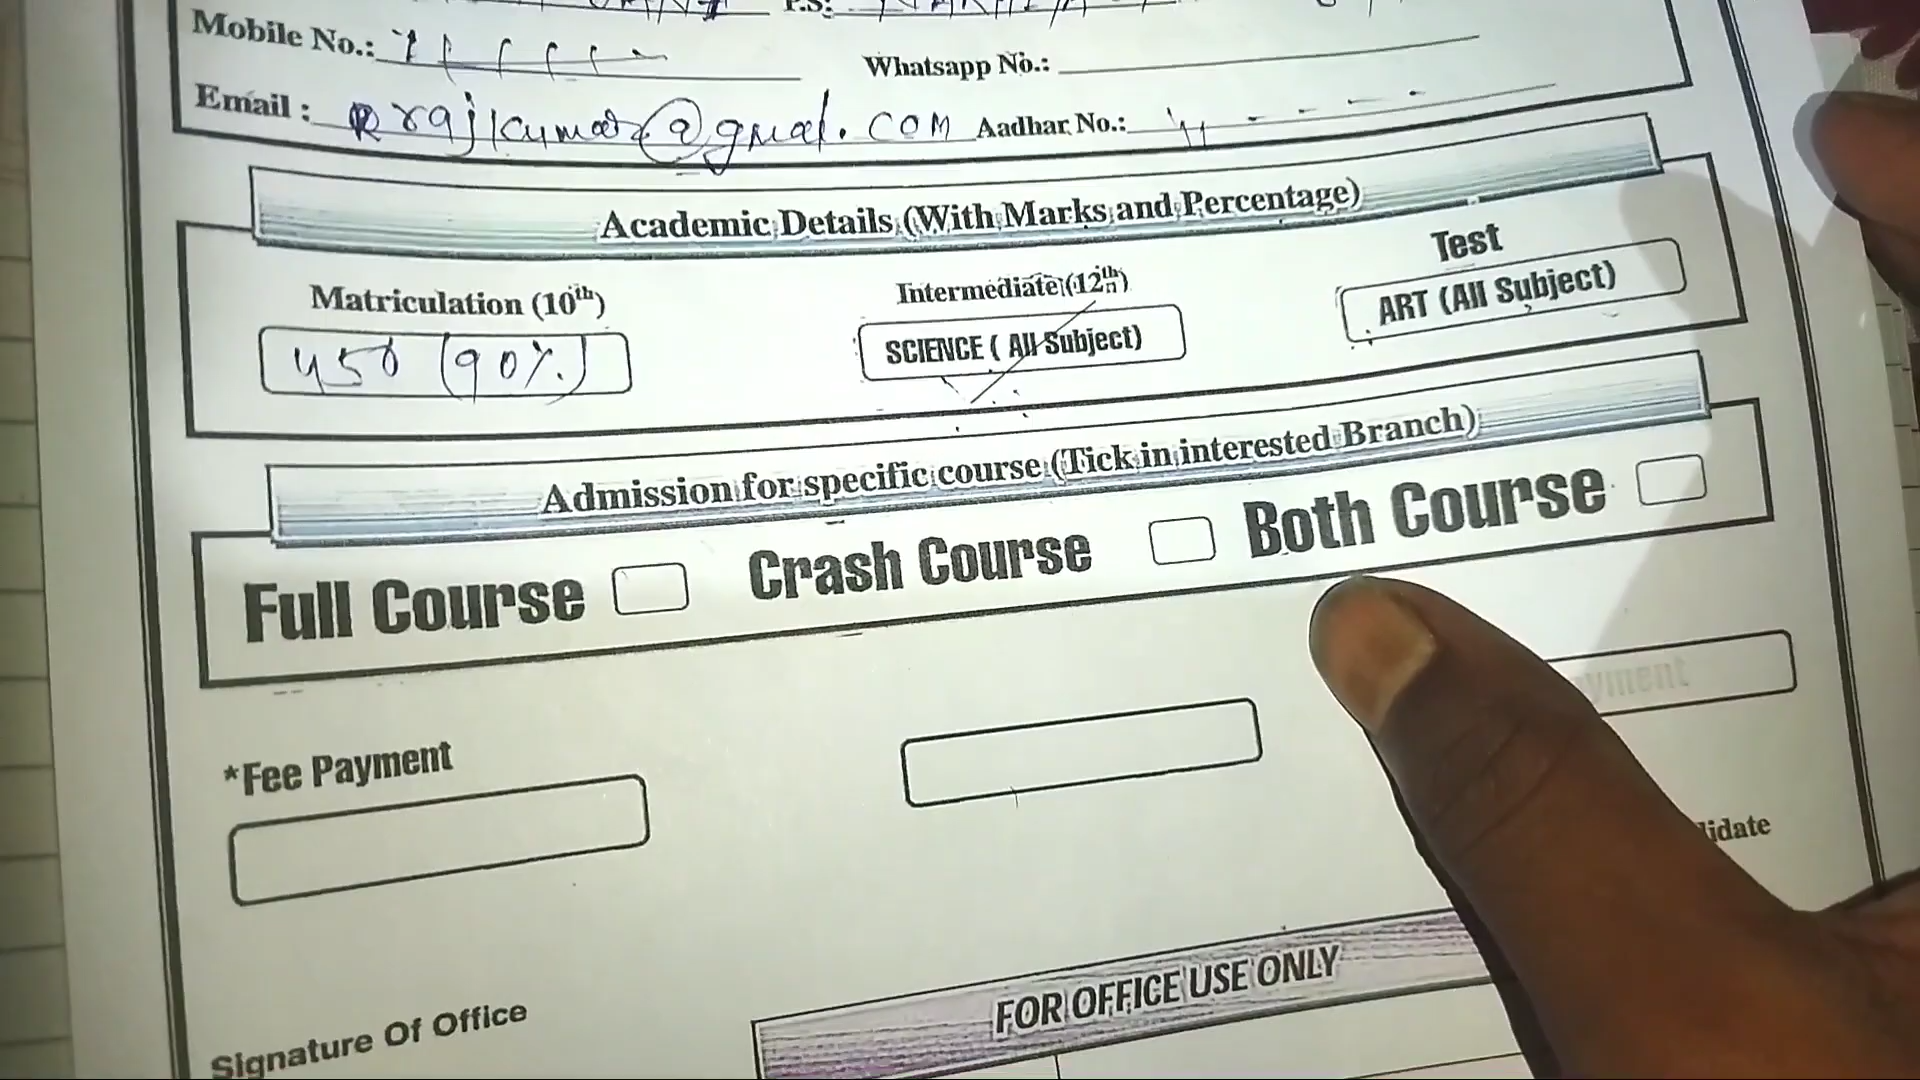 P.S:
Mobile No.:
Whatsapp No.:
Email : rajkumar@gmal.com Aadhar No.:
Academic Details (With Marks and Percentage)
Matriculation (10th) Intermediate (12th) Test
450 (90%) SCIENCE ( All Subject) ART (All Subject)
Admission for specific course (Tick in interested Branch)
Full Course Crash Course Both Course
*Fee Payment
FOR OFFICE USE ONLY
Signature Of Office